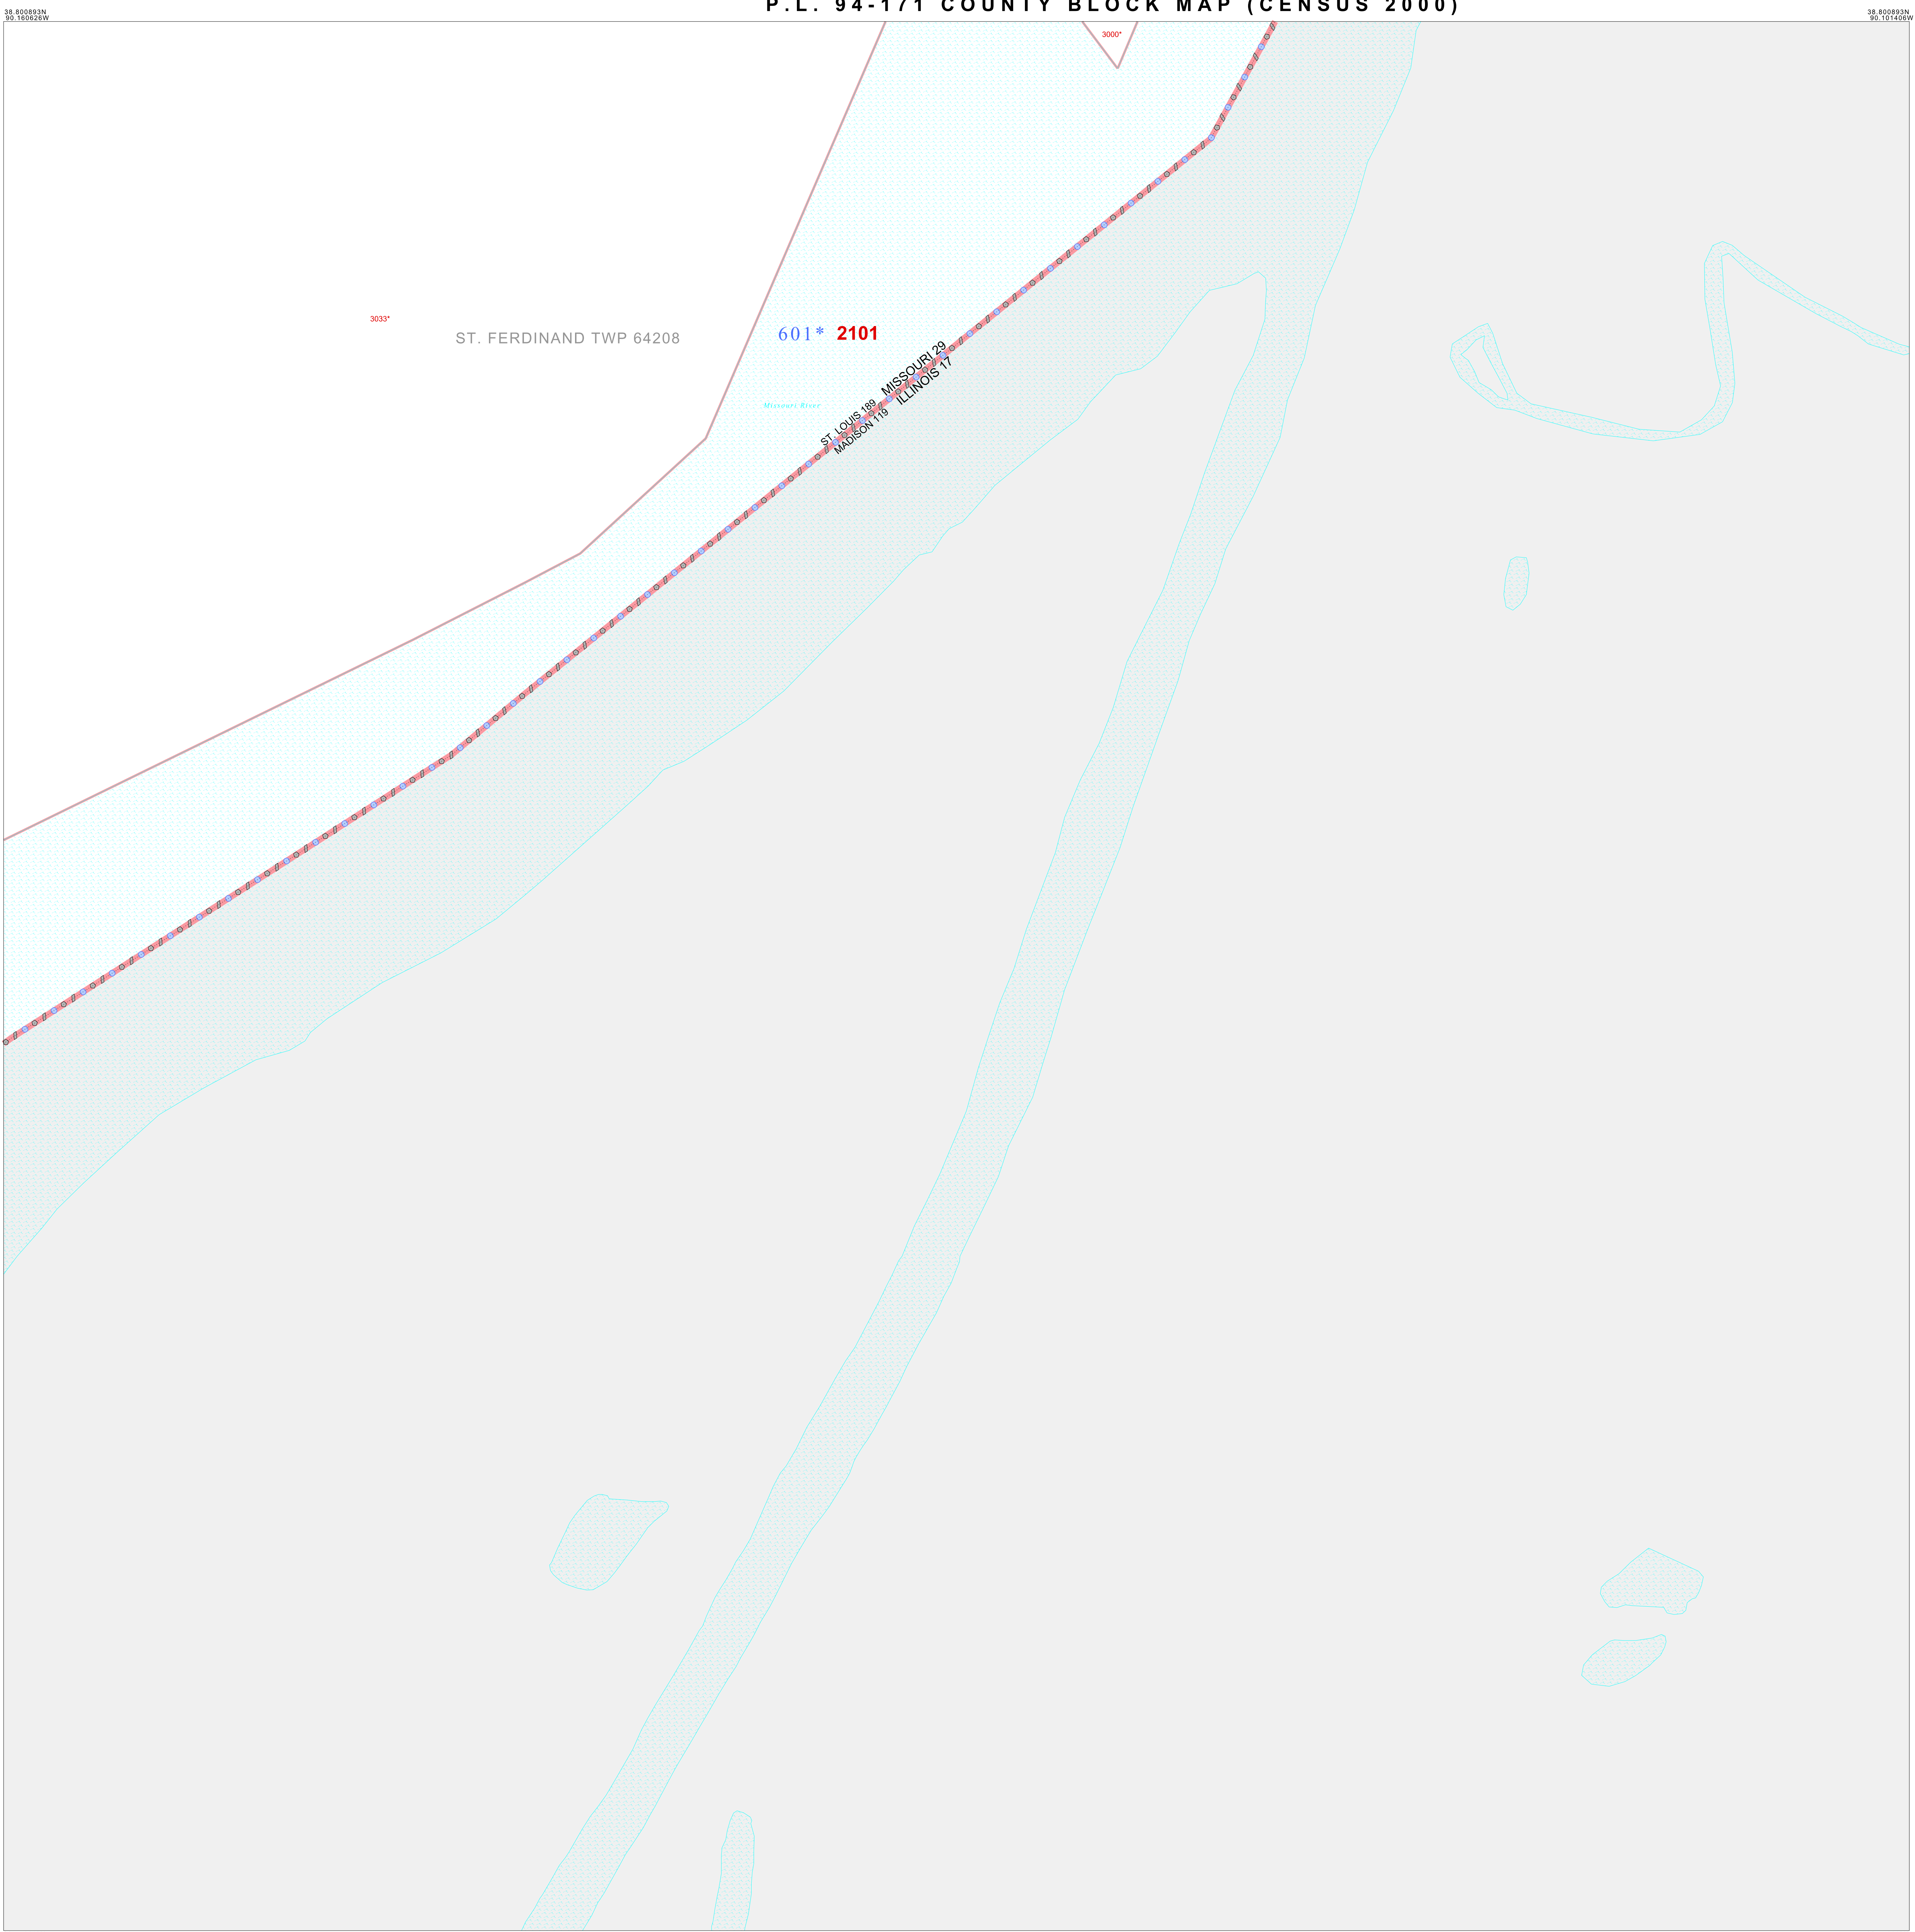 P.L. 94-171 COUNTY BLOCK MAP (CENSUS 2000)
38.800893N
90.160626W
38.800893N
90.101406W
3000*
3033*
ST. FERDINAND TWP 64208
601* 2101
MISSOURI 29
ILLINOIS 17
Missouri River
ST. LOUIS 189
MADISON 119